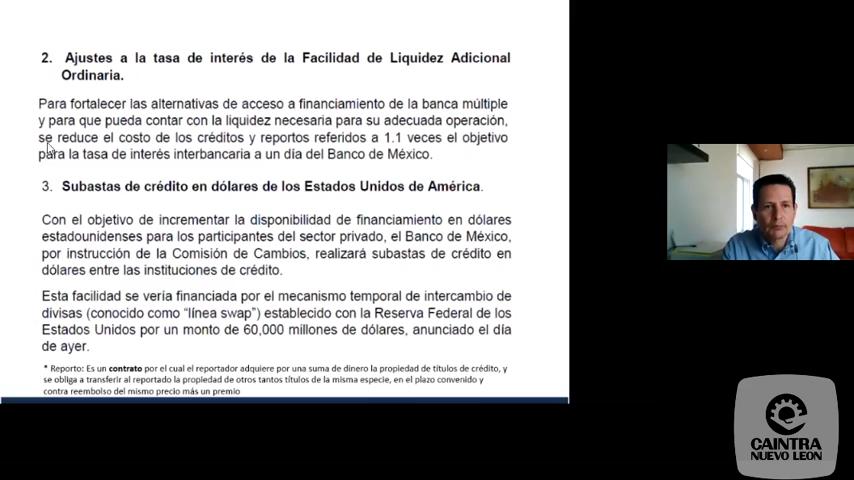 2. Ajustes a la tasa de interés de la Facilidad de Liquidez Adicional
Ordinaria.
Para fortalecer las alternativas de acceso a financiamiento de la banca múltiple
y para que pueda contar con la liquidez necesaria para su adecuada operación,
se reduce el costo de los créditos y reportos referidos a 1.1 veces el objetivo
para la tasa de interés interbancaria a un día del Banco de México.
3. Subastas de crédito en dólares de los Estados Unidos de América.
Con el objetivo de incrementar la disponibilidad de financiamiento en dólares
estadounidenses para los participantes del sector privado, el Banco de México,
por instrucción de la Comisión de Cambios, realizará subastas de crédito en
dólares entre las instituciones de crédito.
Esta facilidad se vería financiada por el mecanismo temporal de intercambio de
divisas (conocido como “línea swap”) establecido con la Reserva Federal de los
Estados Unidos por un monto de 60,000 millones de dólares, anunciado el día
de ayer.
* Reporto: Es un contrato por el cual el reportador adquiere por una suma de dinero la propiedad de títulos de crédito, y
se obliga a transferir al reportado la propiedad de otros tantos títulos de la misma especie, en el plazo convenido y
contra reembolso del mismo precio más un premio
CAINTRA
NUEVO LEÓN